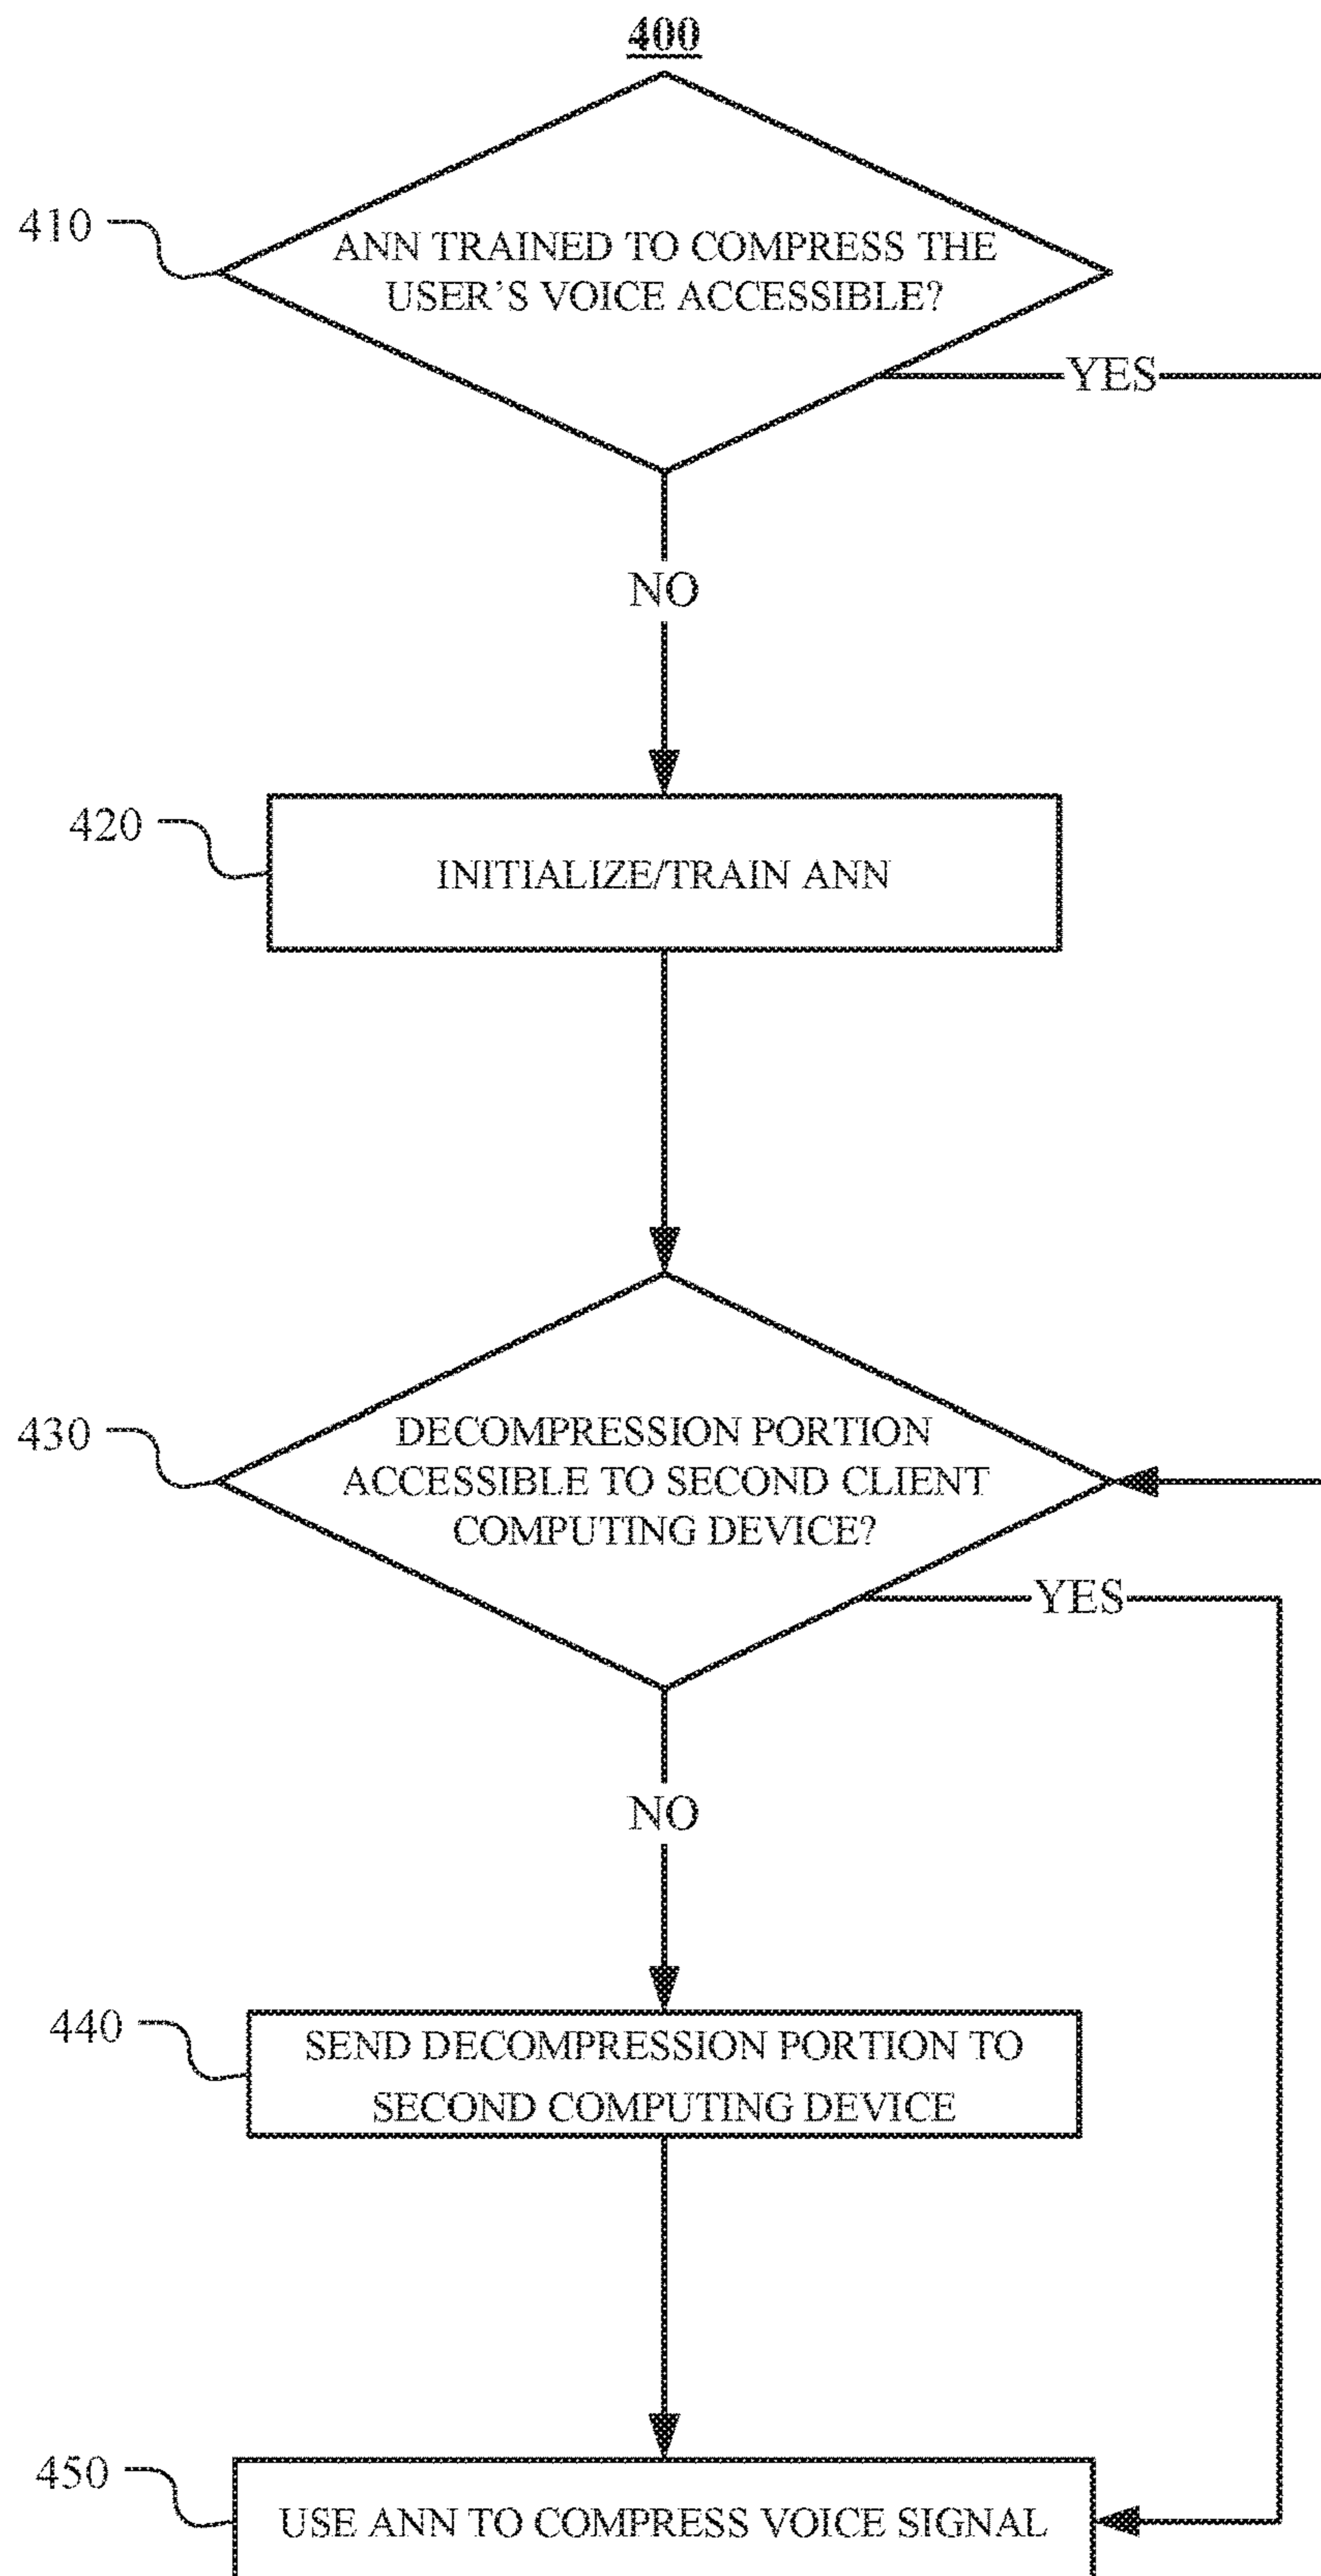 400
410
ANN TRAINED TO COMPRESS THE
USER'S VOICE ACCESSIBLE?
YES
NO
420
INITIALIZE/TRAIN ANN
430
DECOMPRESSION PORTION
ACCESSIBLE TO SECOND CLIENT
COMPUTING DEVICE?
YES
NO
440
SEND DECOMPRESSION PORTION TO
SECOND COMPUTING DEVICE
450
USE ANN TO COMPRESS VOICE SIGNAL